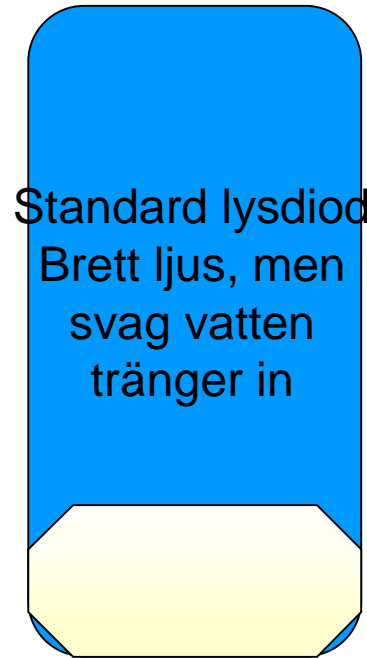 Standard lysdiod
Brett ljus, men
svag vatten
tränger in